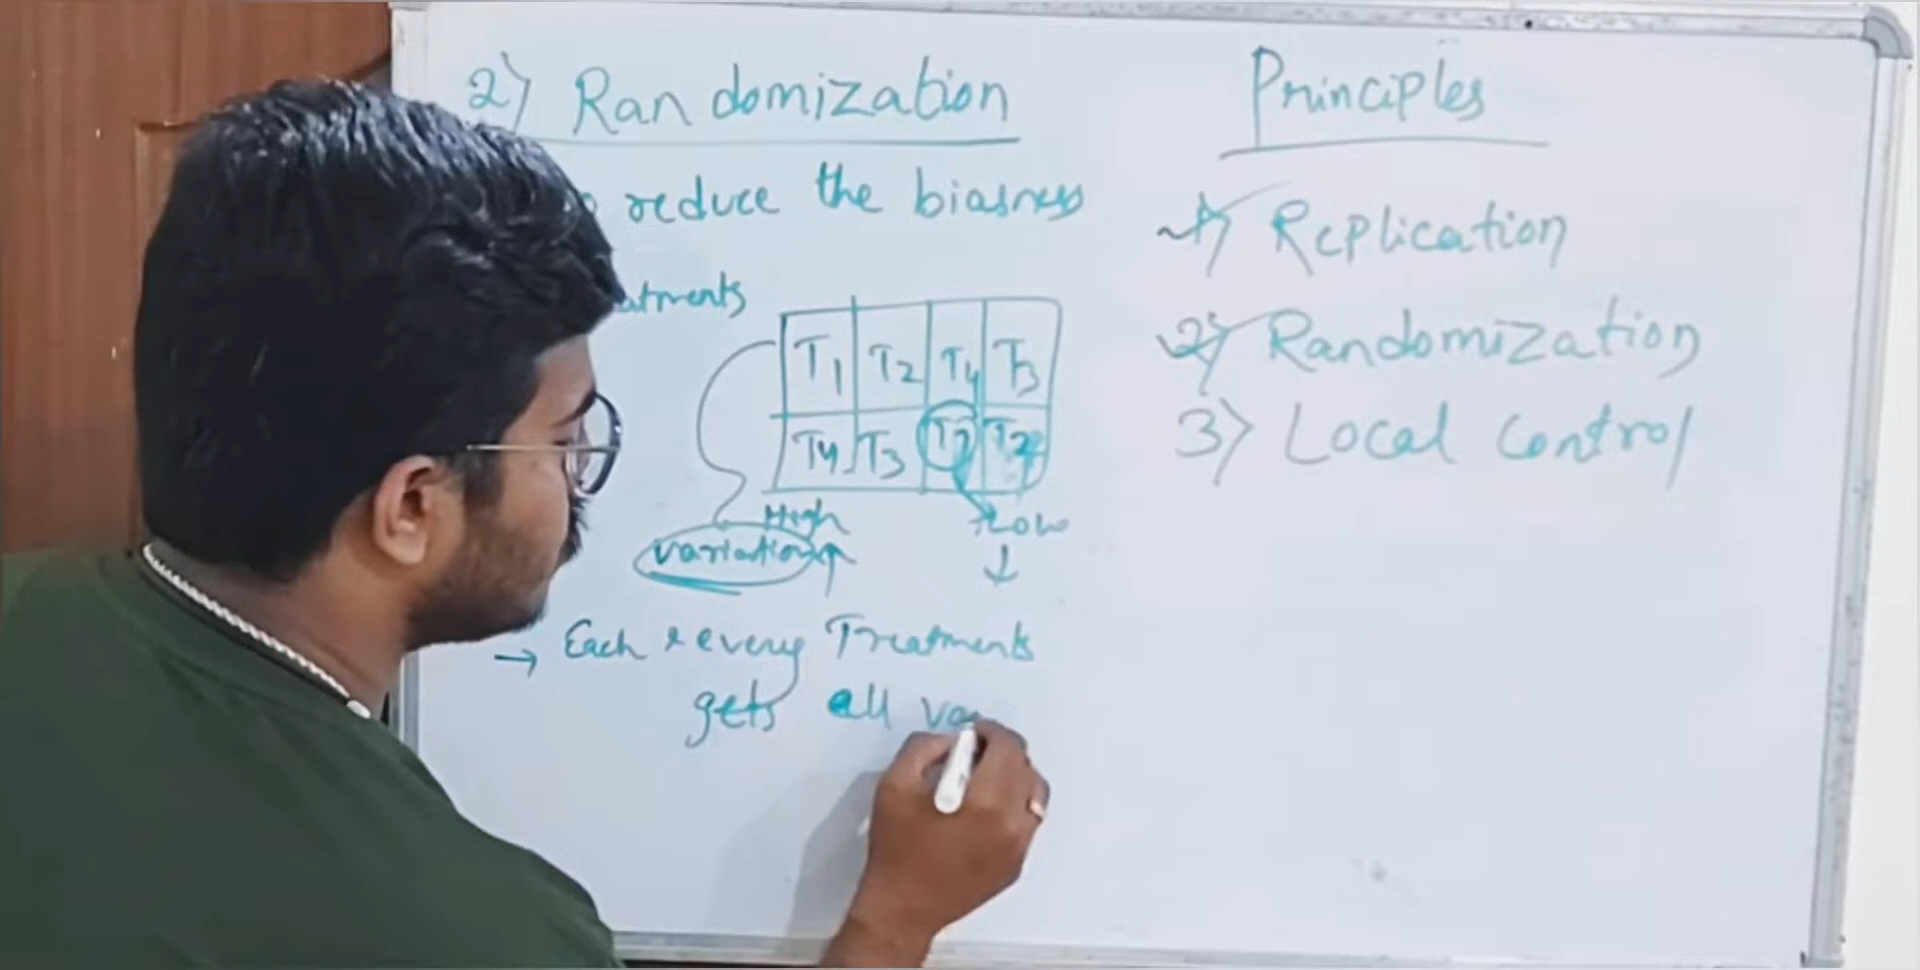 2) Randomization
reduce the biasness
T1 T2 T4 T3
T4 T3
High
Low
variation
→ Each & every Treatments
gets all va
Principles
1) Replication
2) Randomization
3) Local Control